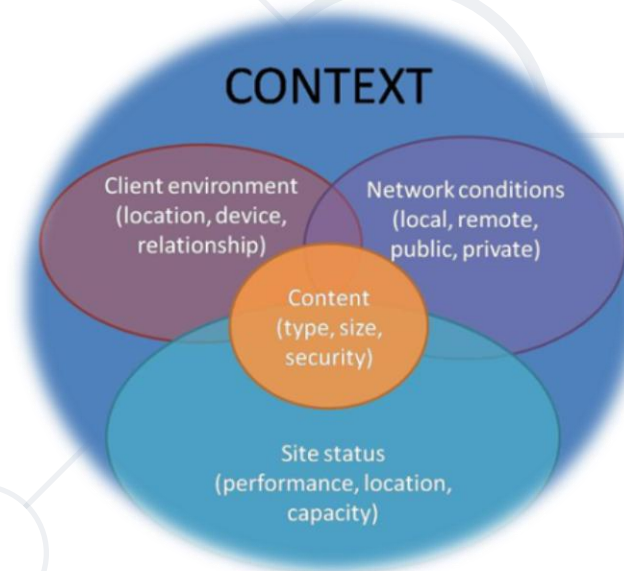 CONTEXT
Client environment
(location, device,
relationship)
Network conditions
(local, remote,
public, private)
Content
(type, size,
security)
Site status
(performance, location,
capacity)